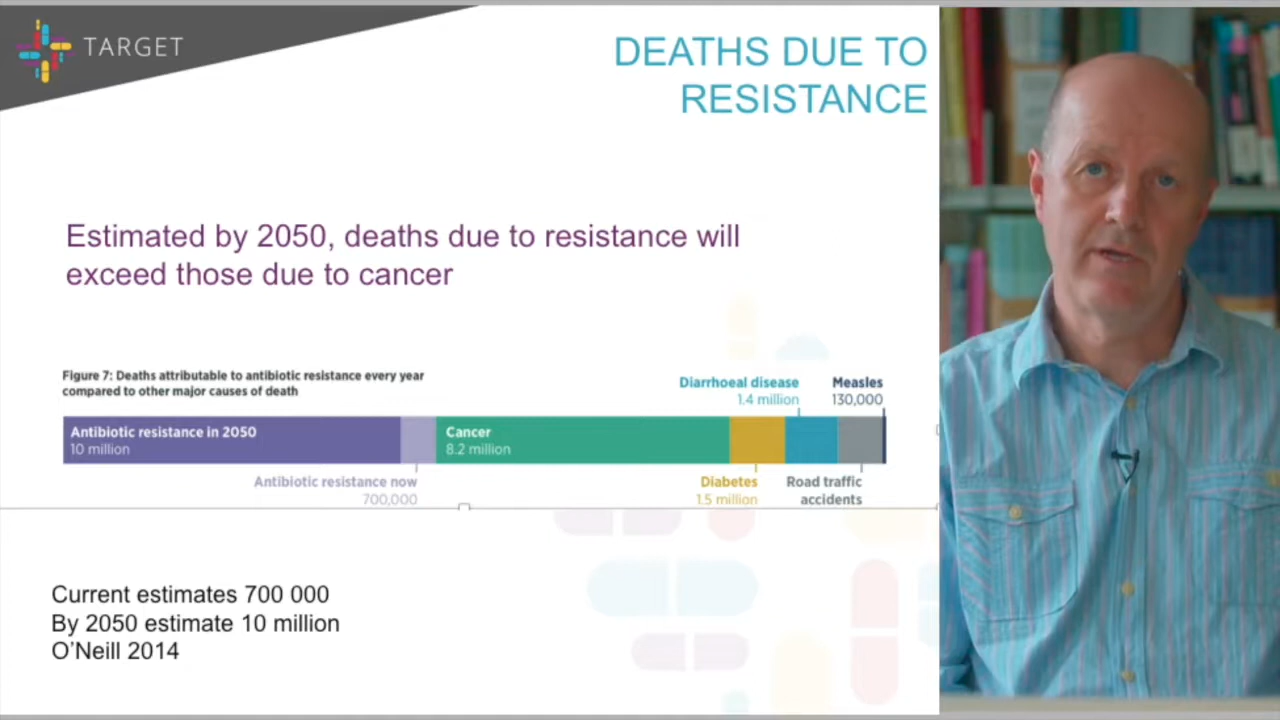 TARGET
DEATHS DUE TO
RESISTANCE
Estimated by 2050, deaths due to resistance will
exceed those due to cancer
Figure 7: Deaths attributable to antibiotic resistance every year
compared to other major causes of death
Diarrhoeal disease
1.4 million
Measles
130,000
Antibiotic resistance in 2050
10 million
Cancer
8.2 million
Antibiotic resistance now
700,000
Diabetes
1.5 million
Road traffic
accidents
Current estimates 700 000
By 2050 estimate 10 million
O'Neill 2014